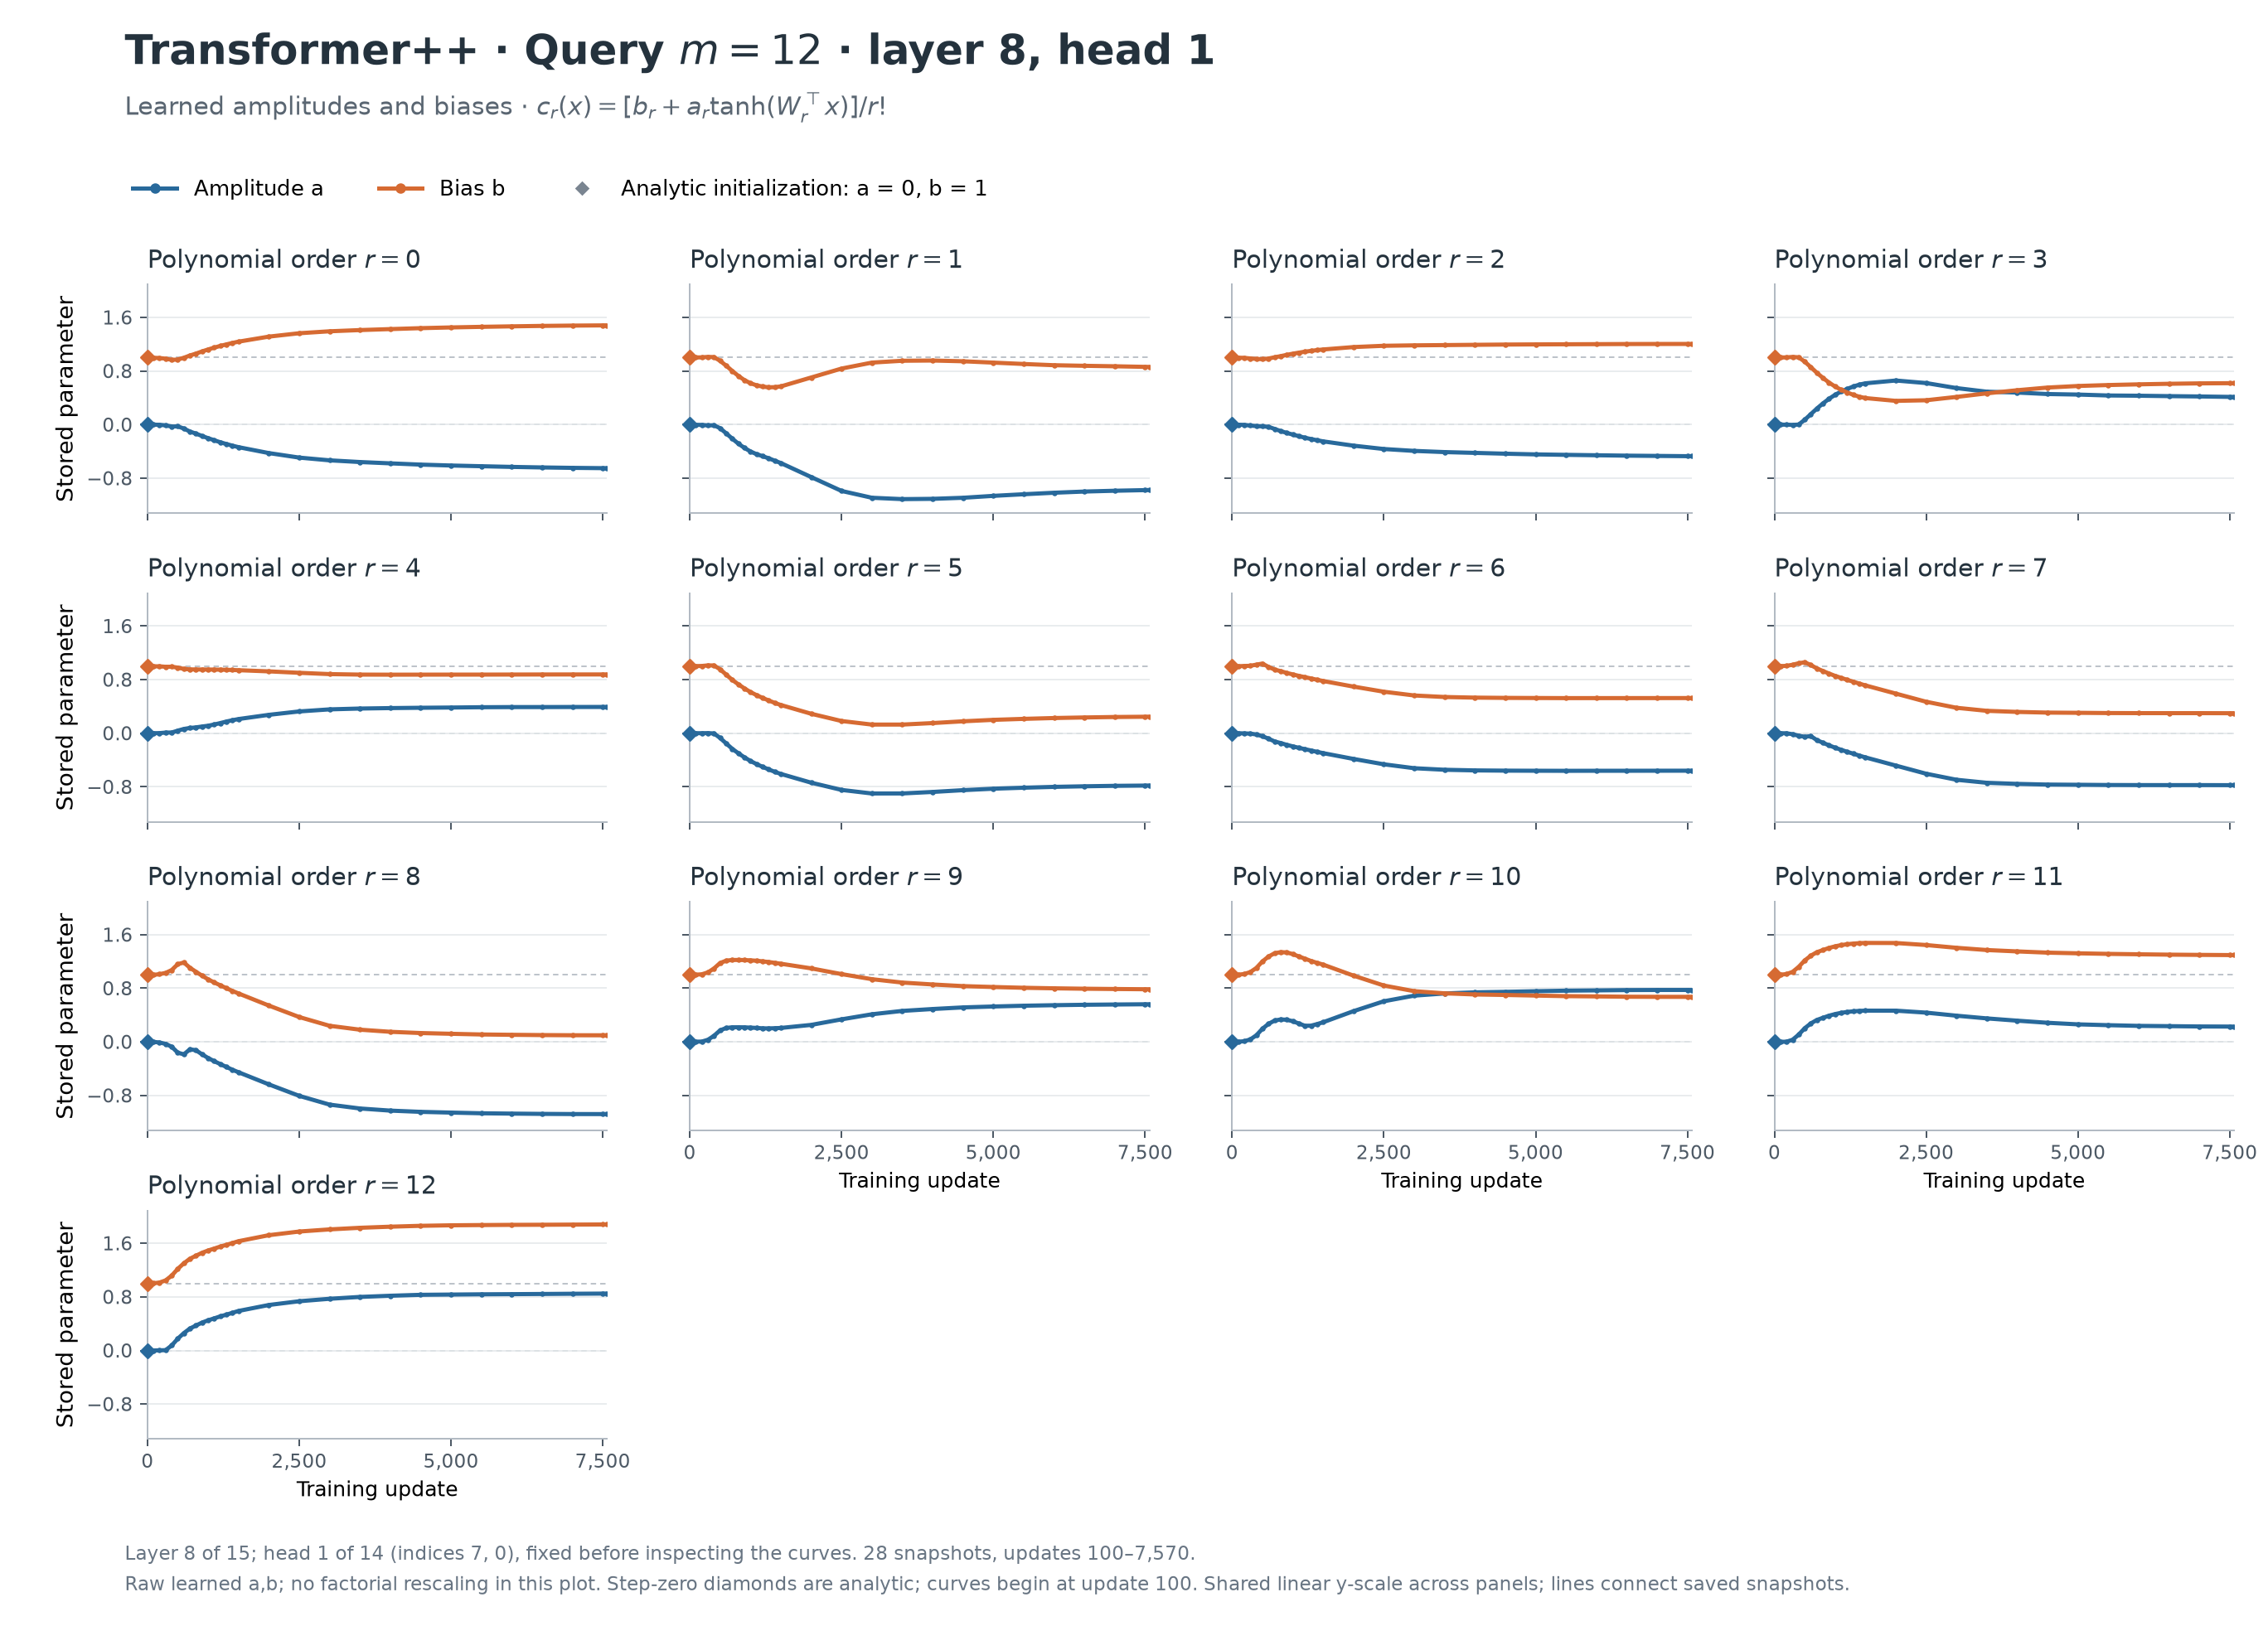 Transformer++ · Query m = 12 · layer 8, head 1
Learned amplitudes and biases · c_r(x) = [b_r + a_r tanh(W_r^⊤ x)]/r!
Amplitude a
Bias b
Analytic initialization: a = 0, b = 1
Polynomial order r = 0
Polynomial order r = 1
Polynomial order r = 2
Polynomial order r = 3
Stored parameter
1.6
0.8
0.0
−0.8
Polynomial order r = 4
Polynomial order r = 5
Polynomial order r = 6
Polynomial order r = 7
Stored parameter
1.6
0.8
0.0
−0.8
Polynomial order r = 8
Polynomial order r = 9
Polynomial order r = 10
Polynomial order r = 11
Stored parameter
1.6
0.8
0.0
−0.8
0 2,500 5,000 7,500
Training update
0 2,500 5,000 7,500
Training update
0 2,500 5,000 7,500
Training update
Polynomial order r = 12
Stored parameter
1.6
0.8
0.0
−0.8
0 2,500 5,000 7,500
Training update
Layer 8 of 15; head 1 of 14 (indices 7, 0), fixed before inspecting the curves. 28 snapshots, updates 100–7,570.
Raw learned a,b; no factorial rescaling in this plot. Step-zero diamonds are analytic; curves begin at update 100. Shared linear y-scale across panels; lines connect saved snapshots.